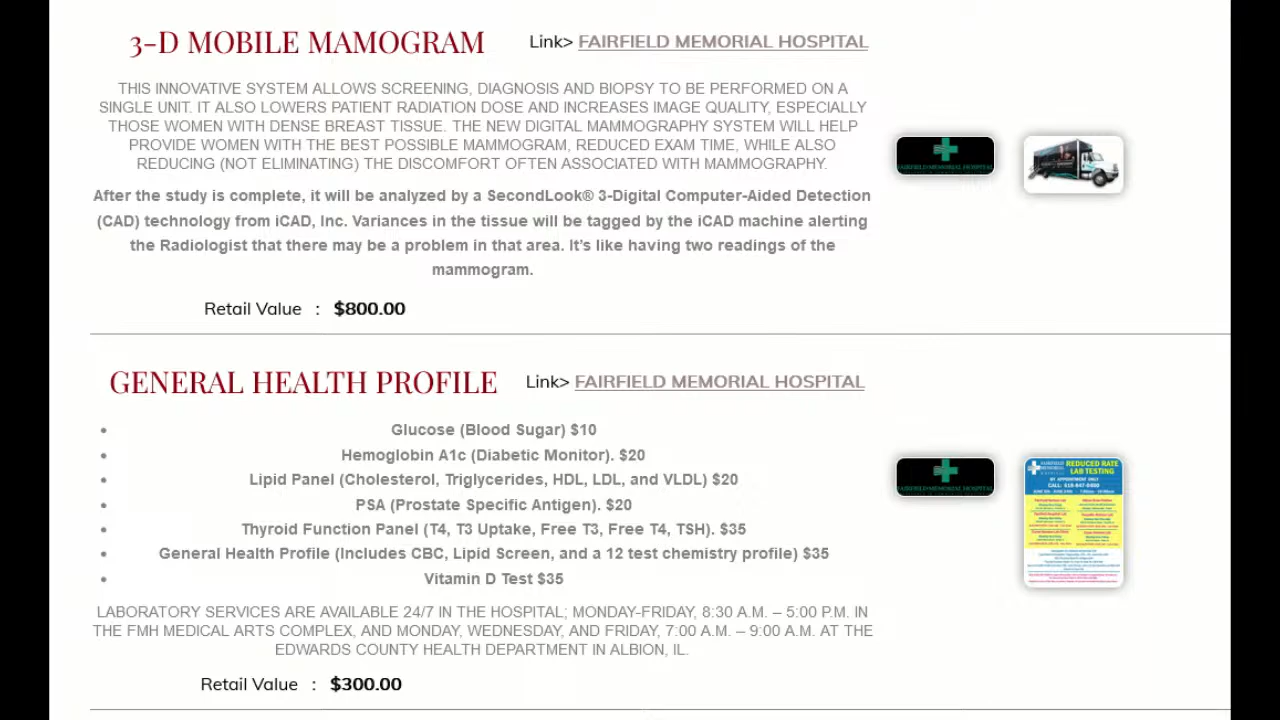 3-D MOBILE MAMOGRAM
Link> FAIRFIELD MEMORIAL HOSPITAL
THIS INNOVATIVE SYSTEM ALLOWS SCREENING, DIAGNOSIS AND BIOPSY TO BE PERFORMED ON A
SINGLE UNIT. IT ALSO LOWERS PATIENT RADIATION DOSE AND INCREASES IMAGE QUALITY, ESPECIALLY
THOSE WOMEN WITH DENSE BREAST TISSUE. THE NEW DIGITAL MAMMOGRAPHY SYSTEM WILL HELP
PROVIDE WOMEN WITH THE BEST POSSIBLE MAMMOGRAM, REDUCED EXAM TIME, WHILE ALSO
REDUCING (NOT ELIMINATING) THE DISCOMFORT OFTEN ASSOCIATED WITH MAMMOGRAPHY.
After the study is complete, it will be analyzed by a SecondLook® 3-Digital Computer-Aided Detection
(CAD) technology from iCAD, Inc. Variances in the tissue will be tagged by the iCAD machine alerting
the Radiologist that there may be a problem in that area. It’s like having two readings of the
mammogram.
FAIRFIELD MEMORIAL HOSPITAL
Retail Value : $800.00
GENERAL HEALTH PROFILE
Link> FAIRFIELD MEMORIAL HOSPITAL
• Glucose (Blood Sugar) $10
• Hemoglobin A1c (Diabetic Monitor). $20
• Lipid Panel (Cholesterol, Triglycerides, HDL, LDL, and VLDL) $20
• PSA(Prostate Specific Antigen). $20
• Thyroid Function Panel (T4, T3 Uptake, Free T3, Free T4, TSH). $35
• General Health Profile (Includes CBC, Lipid Screen, and a 12 test chemistry profile) $35
• Vitamin D Test $35
LABORATORY SERVICES ARE AVAILABLE 24/7 IN THE HOSPITAL; MONDAY-FRIDAY, 8:30 A.M. – 5:00 P.M. IN
THE FMH MEDICAL ARTS COMPLEX, AND MONDAY, WEDNESDAY, AND FRIDAY, 7:00 A.M. – 9:00 A.M. AT THE
EDWARDS COUNTY HEALTH DEPARTMENT IN ALBION, IL.
FAIRFIELD MEMORIAL HOSPITAL
REDUCED RATE
LAB TESTING
BY APPOINTMENT ONLY
Retail Value : $300.00